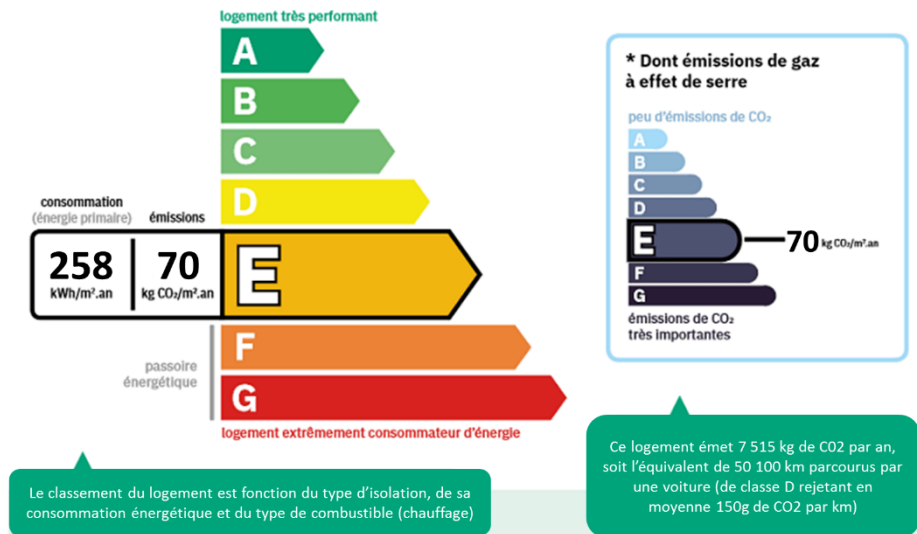 logement très performant
A
B
C
D
consommation
(énergie primaire)
émissions
258
kWh/m².an
70
kg CO₂/m².an
E
passoire
énergétique
F
G
logement extrêmement consommateur d'énergie
* Dont émissions de gaz
à effet de serre
peu d'émissions de CO₂
A
B
C
D
E
70 kg CO₂/m².an
F
G
émissions de CO₂
très importantes
Le classement du logement est fonction du type d'isolation, de sa
consommation énergétique et du type de combustible (chauffage)
Ce logement émet 7 515 kg de C02 par an,
soit l'équivalent de 50 100 km parcourus par
une voiture (de classe D rejetant en
moyenne 150g de CO2 par km)